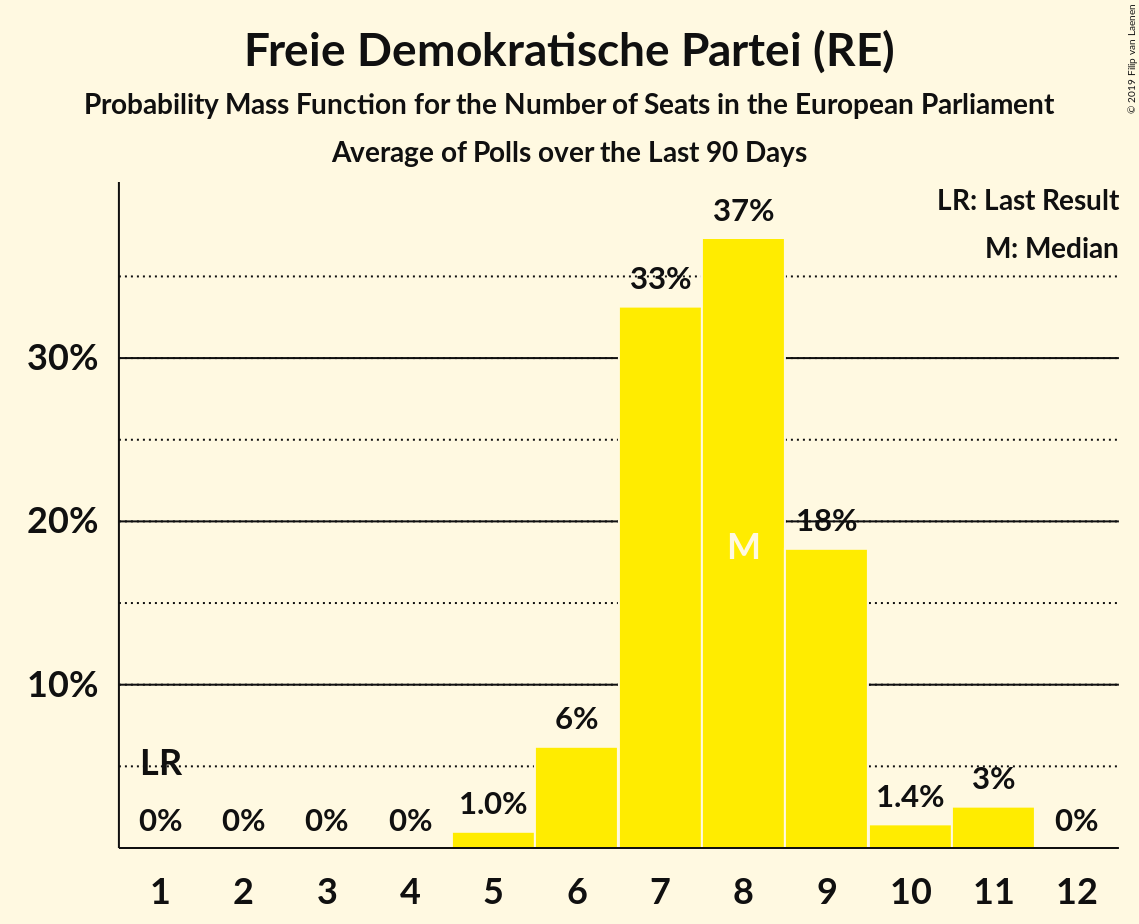 Freie Demokratische Partei (RE)
Probability Mass Function for the Number of Seats in the European Parliament
Average of Polls over the Last 90 Days
© 2019 Filip van Laenen
LR: Last Result
M: Median
37%
33%
30%
M
18%
20%
10%
6%
LR
0%
0%
0%
0%
1.0%
1.4%
3%
0%
1 2 3 4 5 6 7 8 9 10 11 12